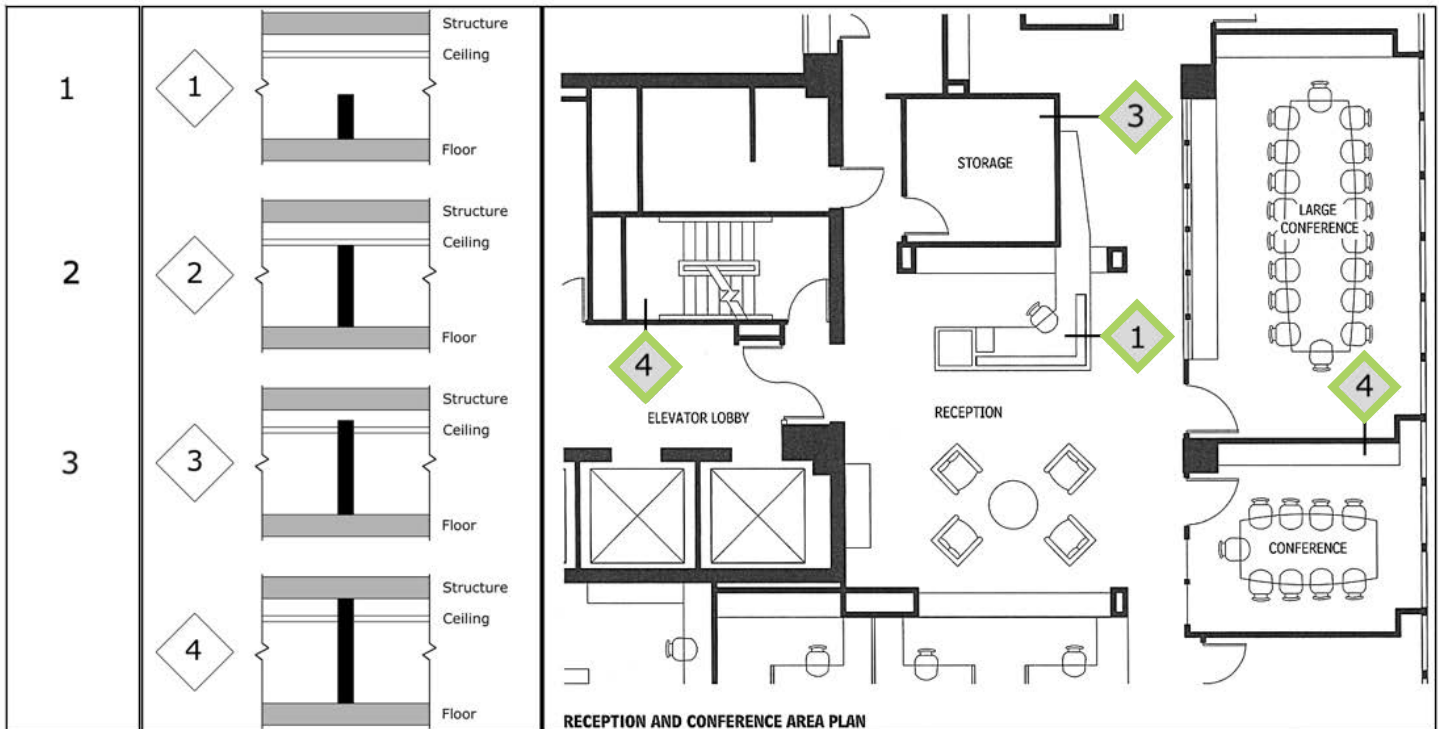 1
1
Structure
Ceiling
Floor
2
2
Structure
Ceiling
Floor
3
3
Structure
Ceiling
Floor
4
Structure
Ceiling
Floor
3
STORAGE
LARGE
CONFERENCE
1
4
4
ELEVATOR LOBBY
RECEPTION
CONFERENCE
RECEPTION AND CONFERENCE AREA PLAN